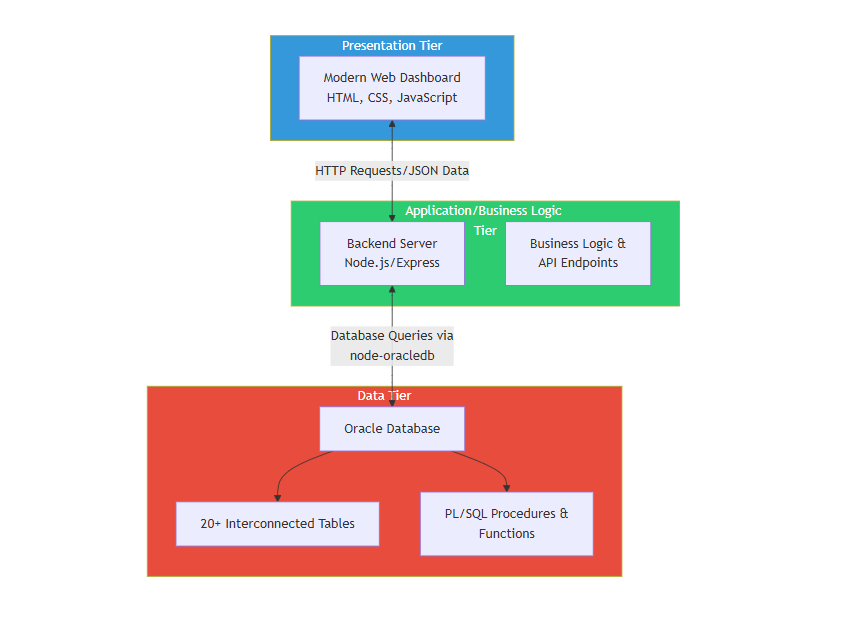 Presentation Tier
Modern Web Dashboard
HTML, CSS, JavaScript
HTTP Requests/JSON Data
Application/Business Logic
Tier
Backend Server
Node.js/Express
Business Logic &
API Endpoints
Database Queries via
node-oracledb
Data Tier
Oracle Database
20+ Interconnected Tables
PL/SQL Procedures &
Functions